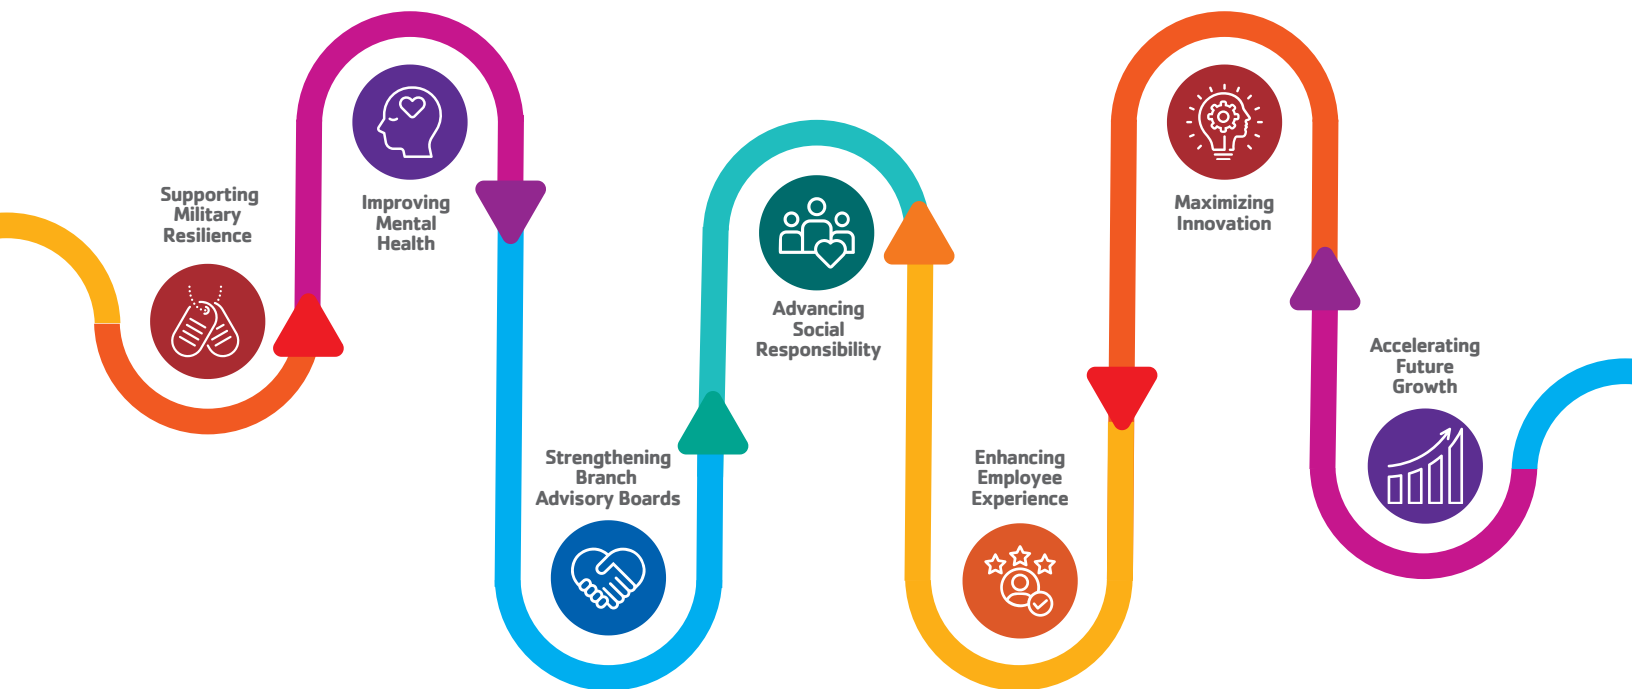 Supporting
Military
Resilience
Improving
Mental
Health
Strengthening
Branch
Advisory Boards
Advancing
Social
Responsibility
Enhancing
Employee
Experience
Maximizing
Innovation
Accelerating
Future
Growth